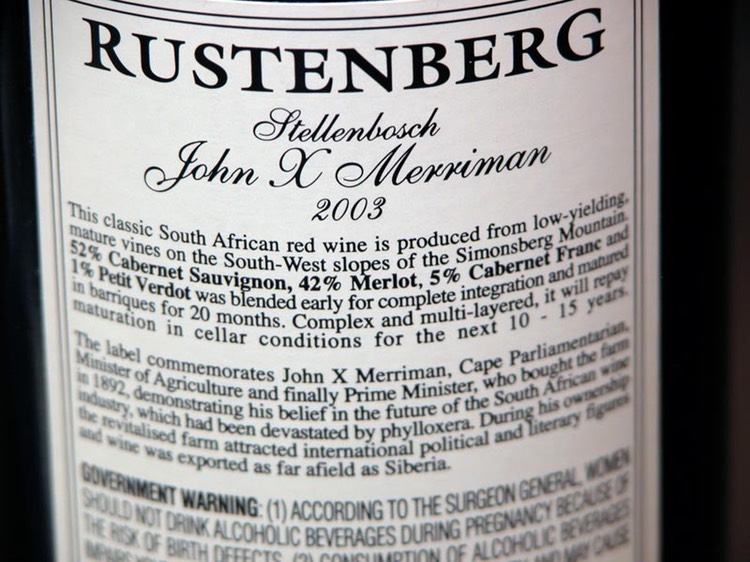 RUSTENBERG
Stellenbosch
John X Merriman
2003
This classic South African red wine is produced from low-yielding,
mature vines on the South-West slopes of the Simonsberg Mountain.
52% Cabernet Sauvignon, 42% Merlot, 5% Cabernet Franc and
1% Petit Verdot was blended early for complete integration and matured
in barriques for 20 months. Complex and multi-layered, it will repay
maturation in cellar conditions for the next 10 - 15 years.
The label commemorates John X Merriman, Cape Parliamentarian,
Minister of Agriculture and finally Prime Minister, who bought the farm
in 1892, demonstrating his belief in the future of the South African wine
industry, which had been devastated by phylloxera. During his ownership
the revitalised farm attracted international political and literary figures
and wine was exported as far afield as Siberia.
GOVERNMENT WARNING: (1) ACCORDING TO THE SURGEON GENERAL, WOMEN
SHOULD NOT DRINK ALCOHOLIC BEVERAGES DURING PREGNANCY BECAUSE OF
THE RISK OF BIRTH DEFECTS. (2) CONSUMPTION OF ALCOHOLIC BEVERAGES